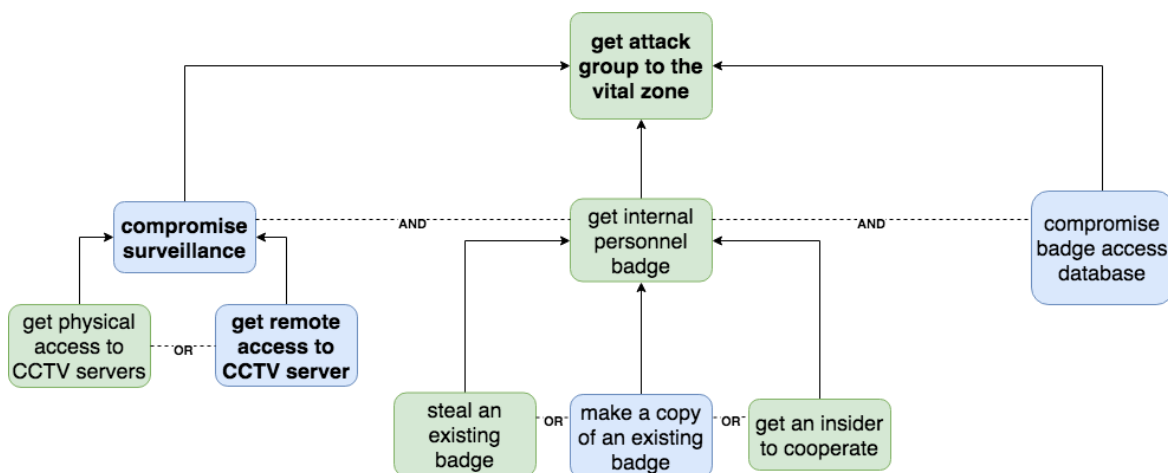 get attack
group to the
vital zone
compromise
surveillance
AND
get internal
personnel
badge
AND
compromise
badge access
database
get physical
access to
CCTV servers
OR
get remote
access to
CCTV server
steal an
existing
badge
OR
make a copy
of an existing
badge
OR
get an insider
to cooperate